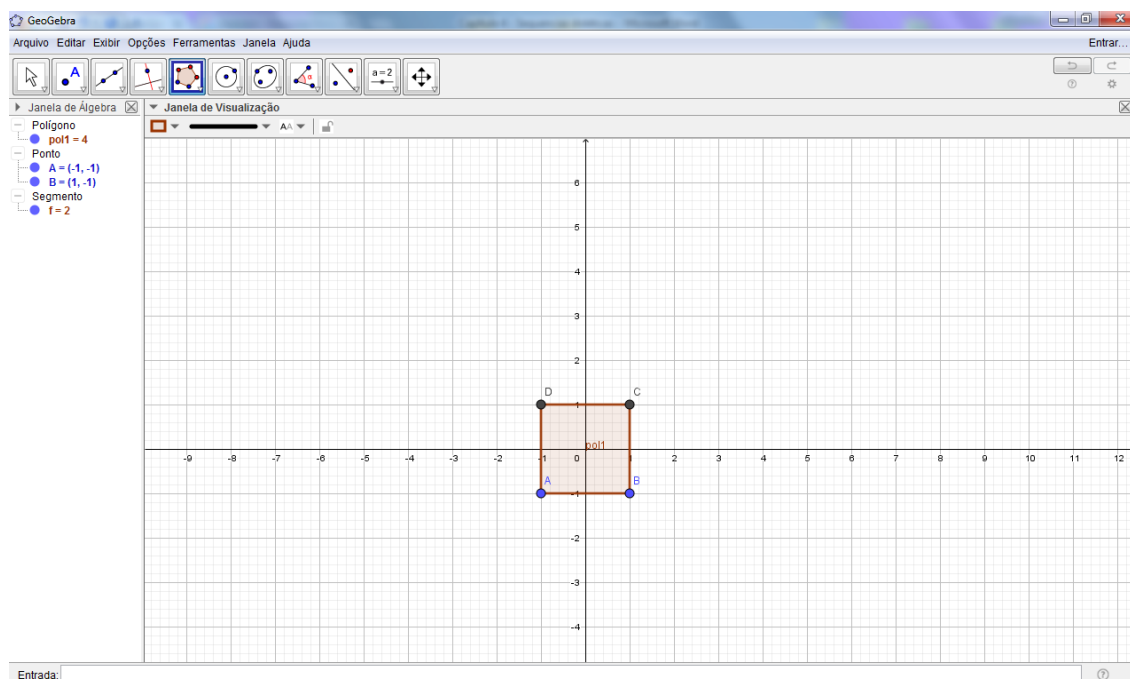 GeoGebra
Arquivo Editar Exibir Opções Ferramentas Janela Ajuda Entrar...
A α a=2
Janela de Álgebra Janela de Visualização
Polígono
pol1 = 4
Ponto
A = (-1, -1)
B = (1, -1)
Segmento
f = 2
AA
6
5
4
3
2
D 1 C
pol1
-9 -8 -7 -6 -5 -4 -3 -2 -1 0 1 2 3 4 5 6 7 8 9 10 11 12
A -1 B
-2
-3
-4
Entrada: